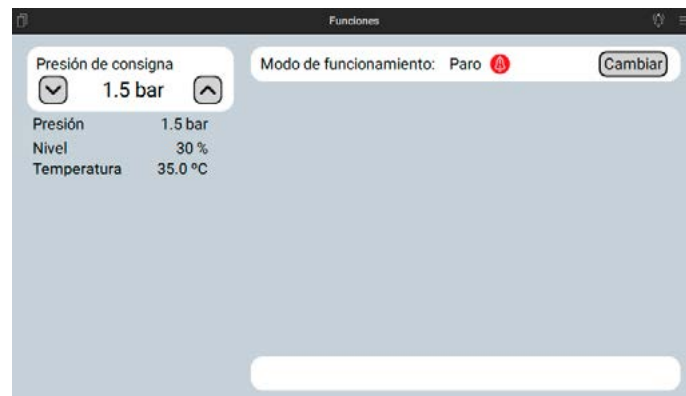 Funciones
Presión de consigna
1.5 bar
Presión 1.5 bar
Nivel 30 %
Temperatura 35.0 ºC
Modo de funcionamiento: Paro Cambiar